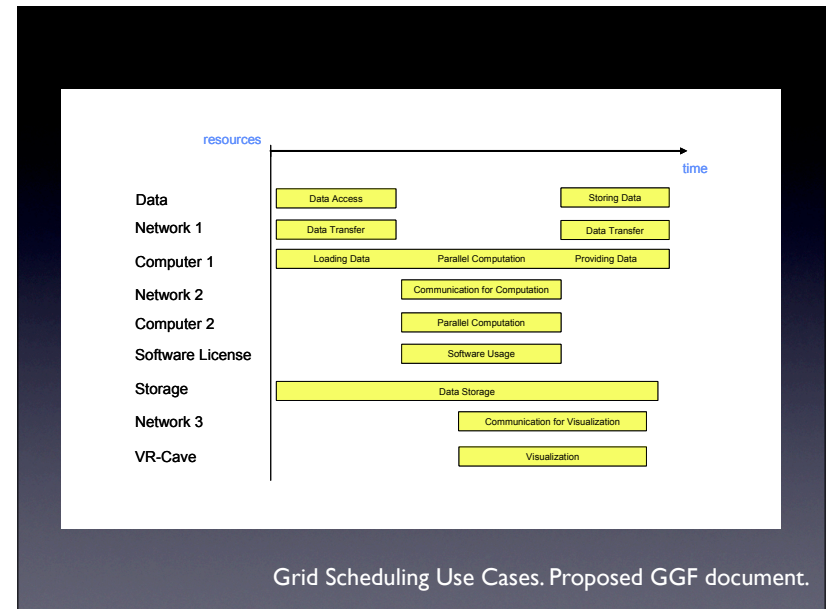 resources
time
Data Data Access Storing Data
Network 1 Data Transfer Data Transfer
Computer 1 Loading Data Parallel Computation Providing Data
Network 2 Communication for Computation
Computer 2 Parallel Computation
Software License Software Usage
Storage Data Storage
Network 3 Communication for Visualization
VR-Cave Visualization
Grid Scheduling Use Cases. Proposed GGF document.